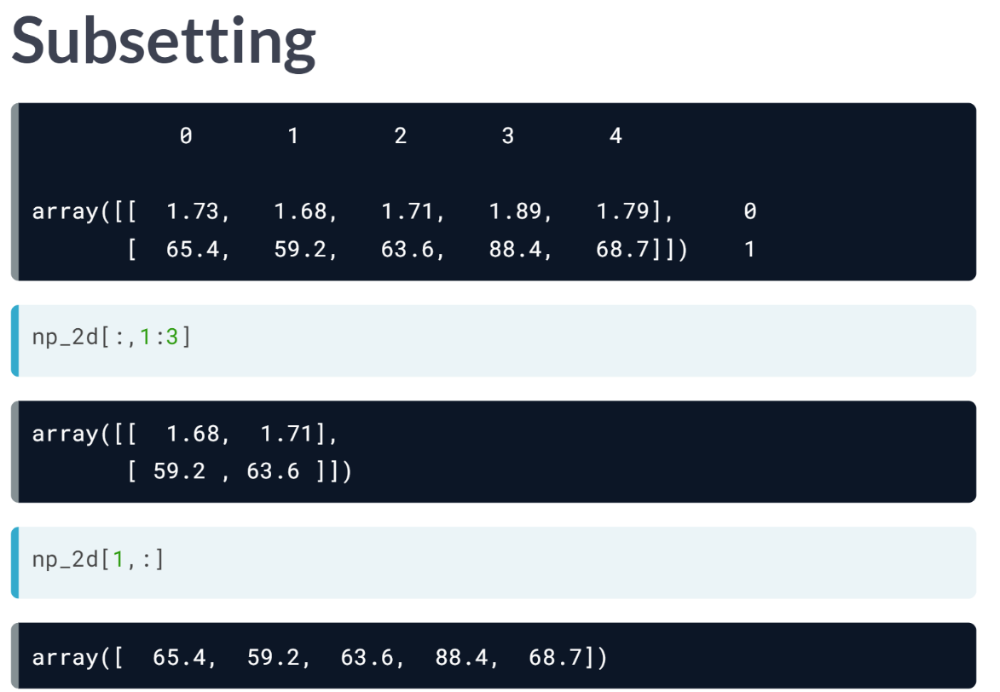 Subsetting
0 1 2 3 4
array([[ 1.73, 1.68, 1.71, 1.89, 1.79], 0
[ 65.4, 59.2, 63.6, 88.4, 68.7]]) 1
np_2d[:,1:3]
array([[ 1.68, 1.71],
[ 59.2 , 63.6 ]])
np_2d[1,:]
array([ 65.4, 59.2, 63.6, 88.4, 68.7])